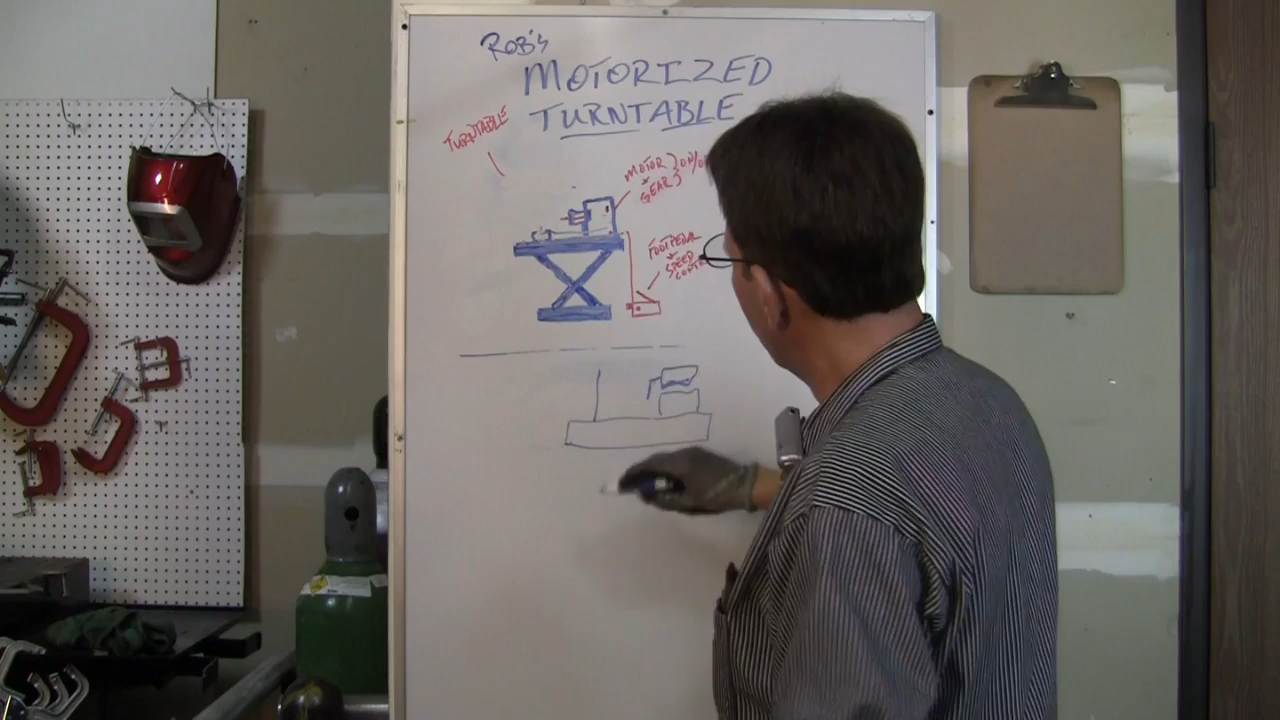 ROB'S
MOTORIZED
TURNTABLE
TURNTABLE
MOTOR
GEAR
FOOTPEDAL
SPEED